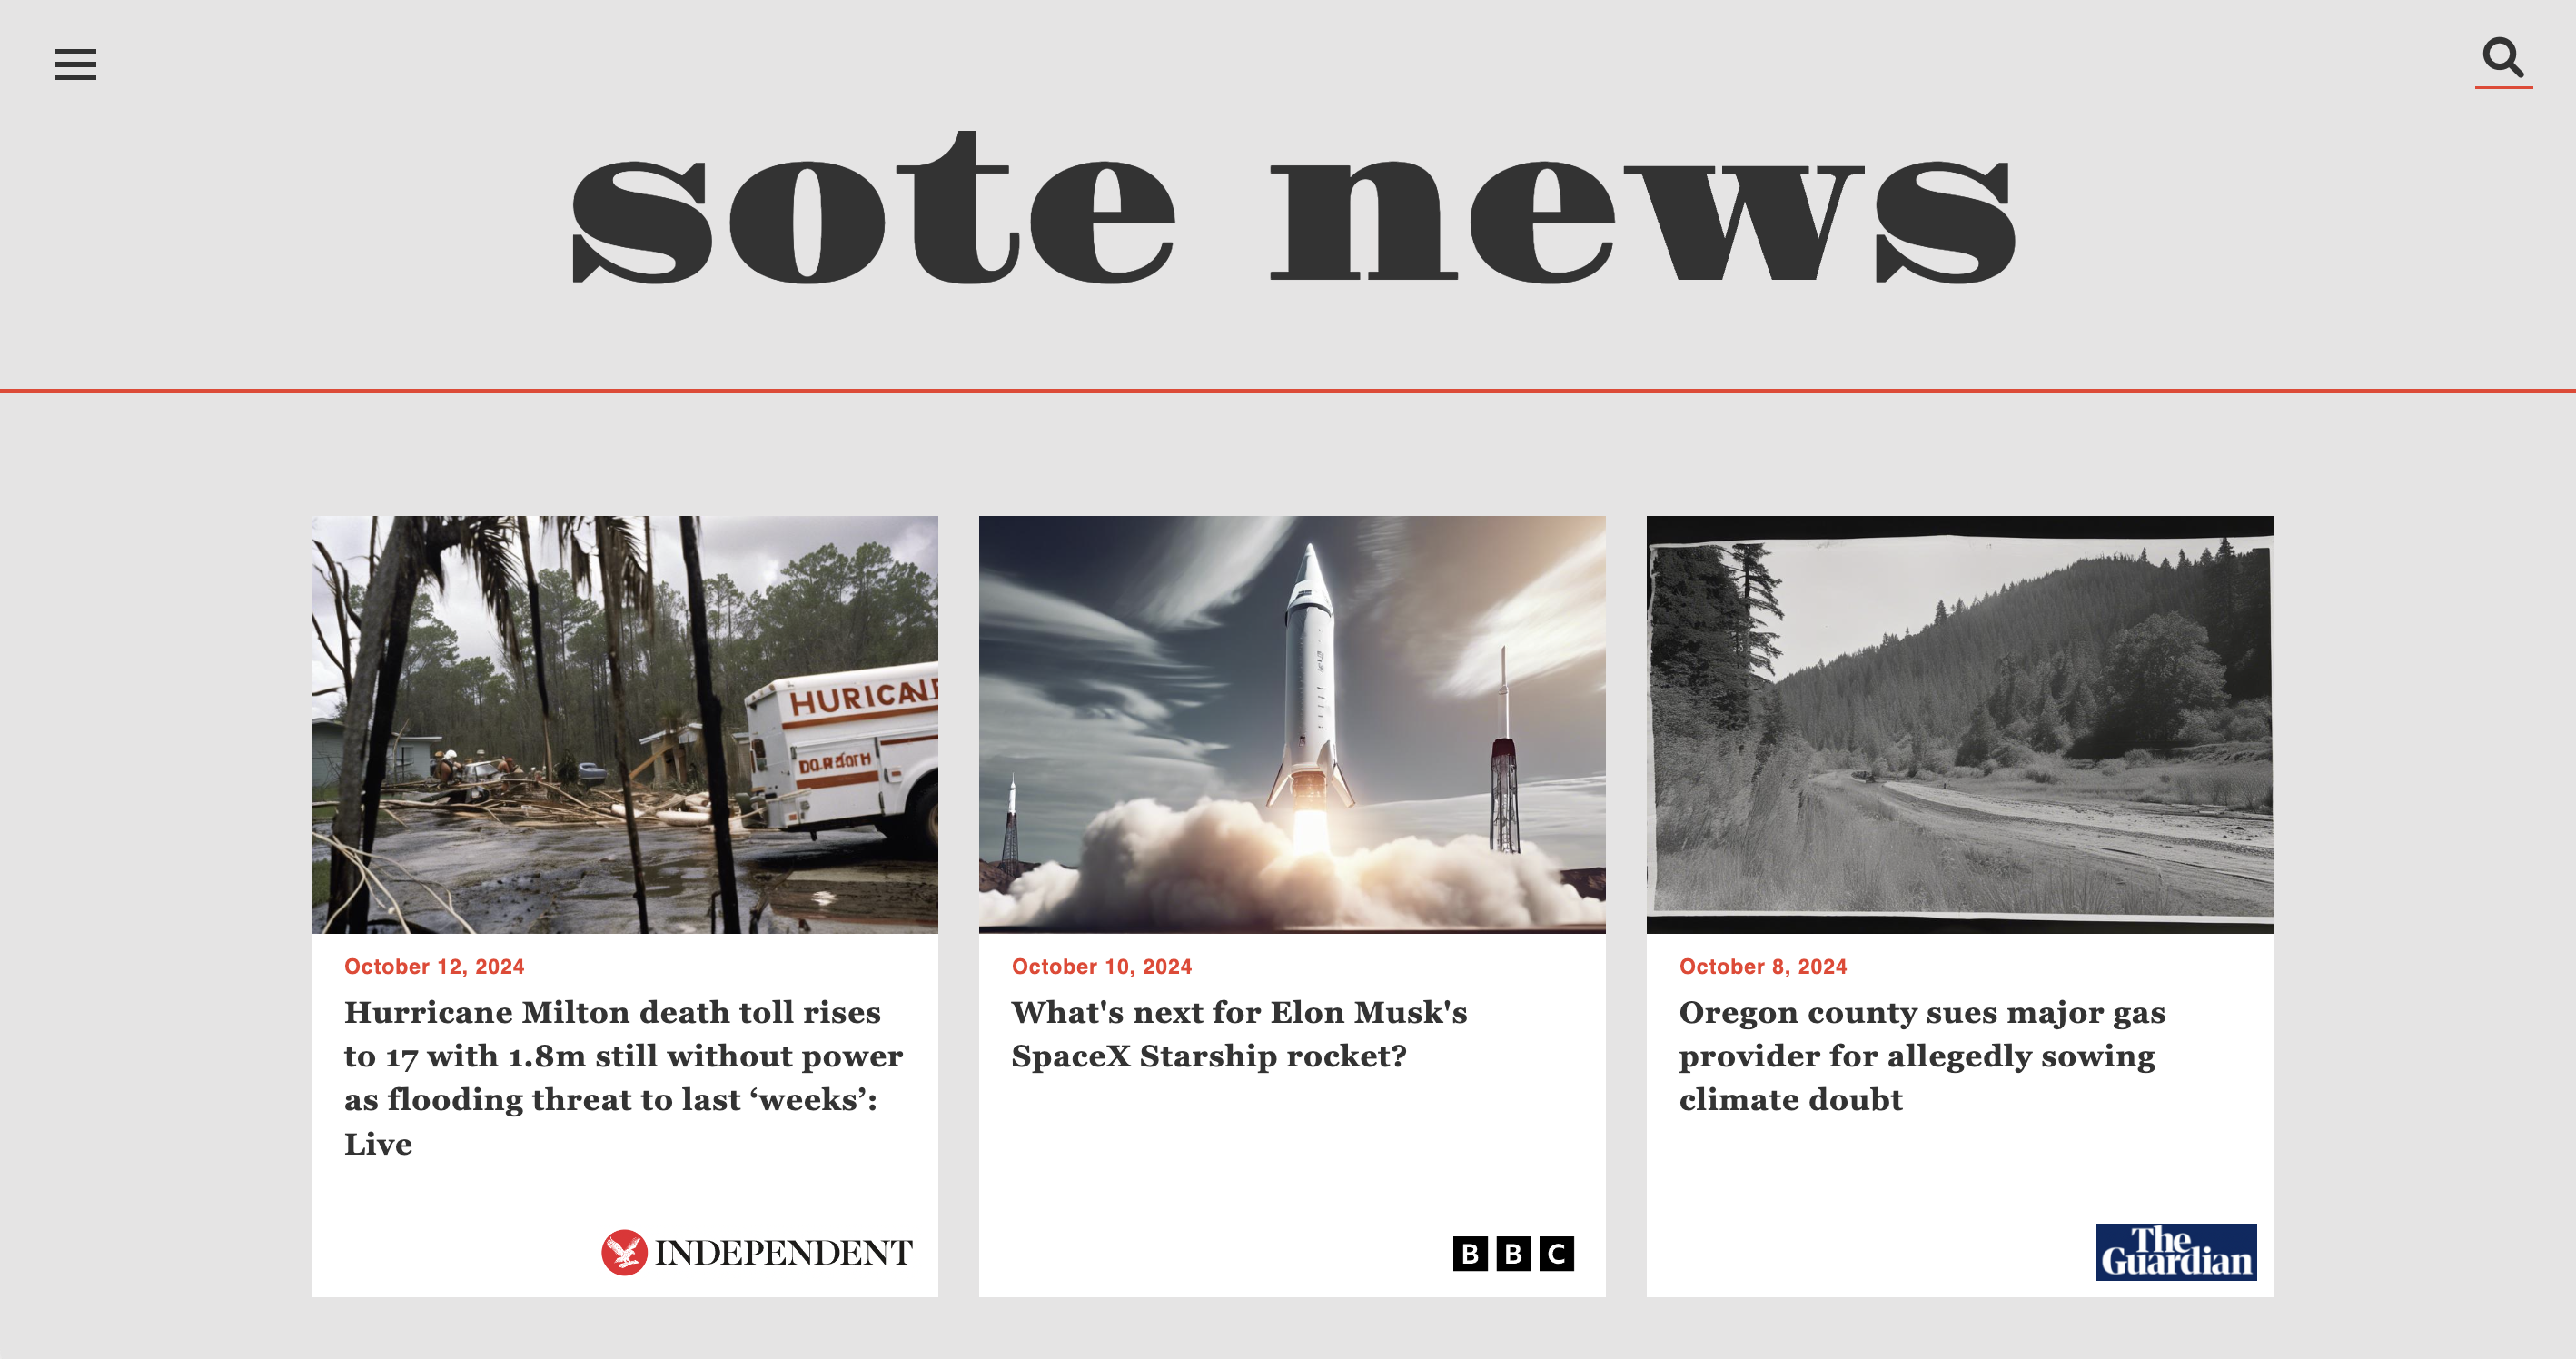 sote news
HURICAN
October 12, 2024
Hurricane Milton death toll rises
to 17 with 1.8m still without power
as flooding threat to last ‘weeks’:
Live
INDEPENDENT
October 10, 2024
What's next for Elon Musk's
SpaceX Starship rocket?
BBC
October 8, 2024
Oregon county sues major gas
provider for allegedly sowing
climate doubt
The
Guardian